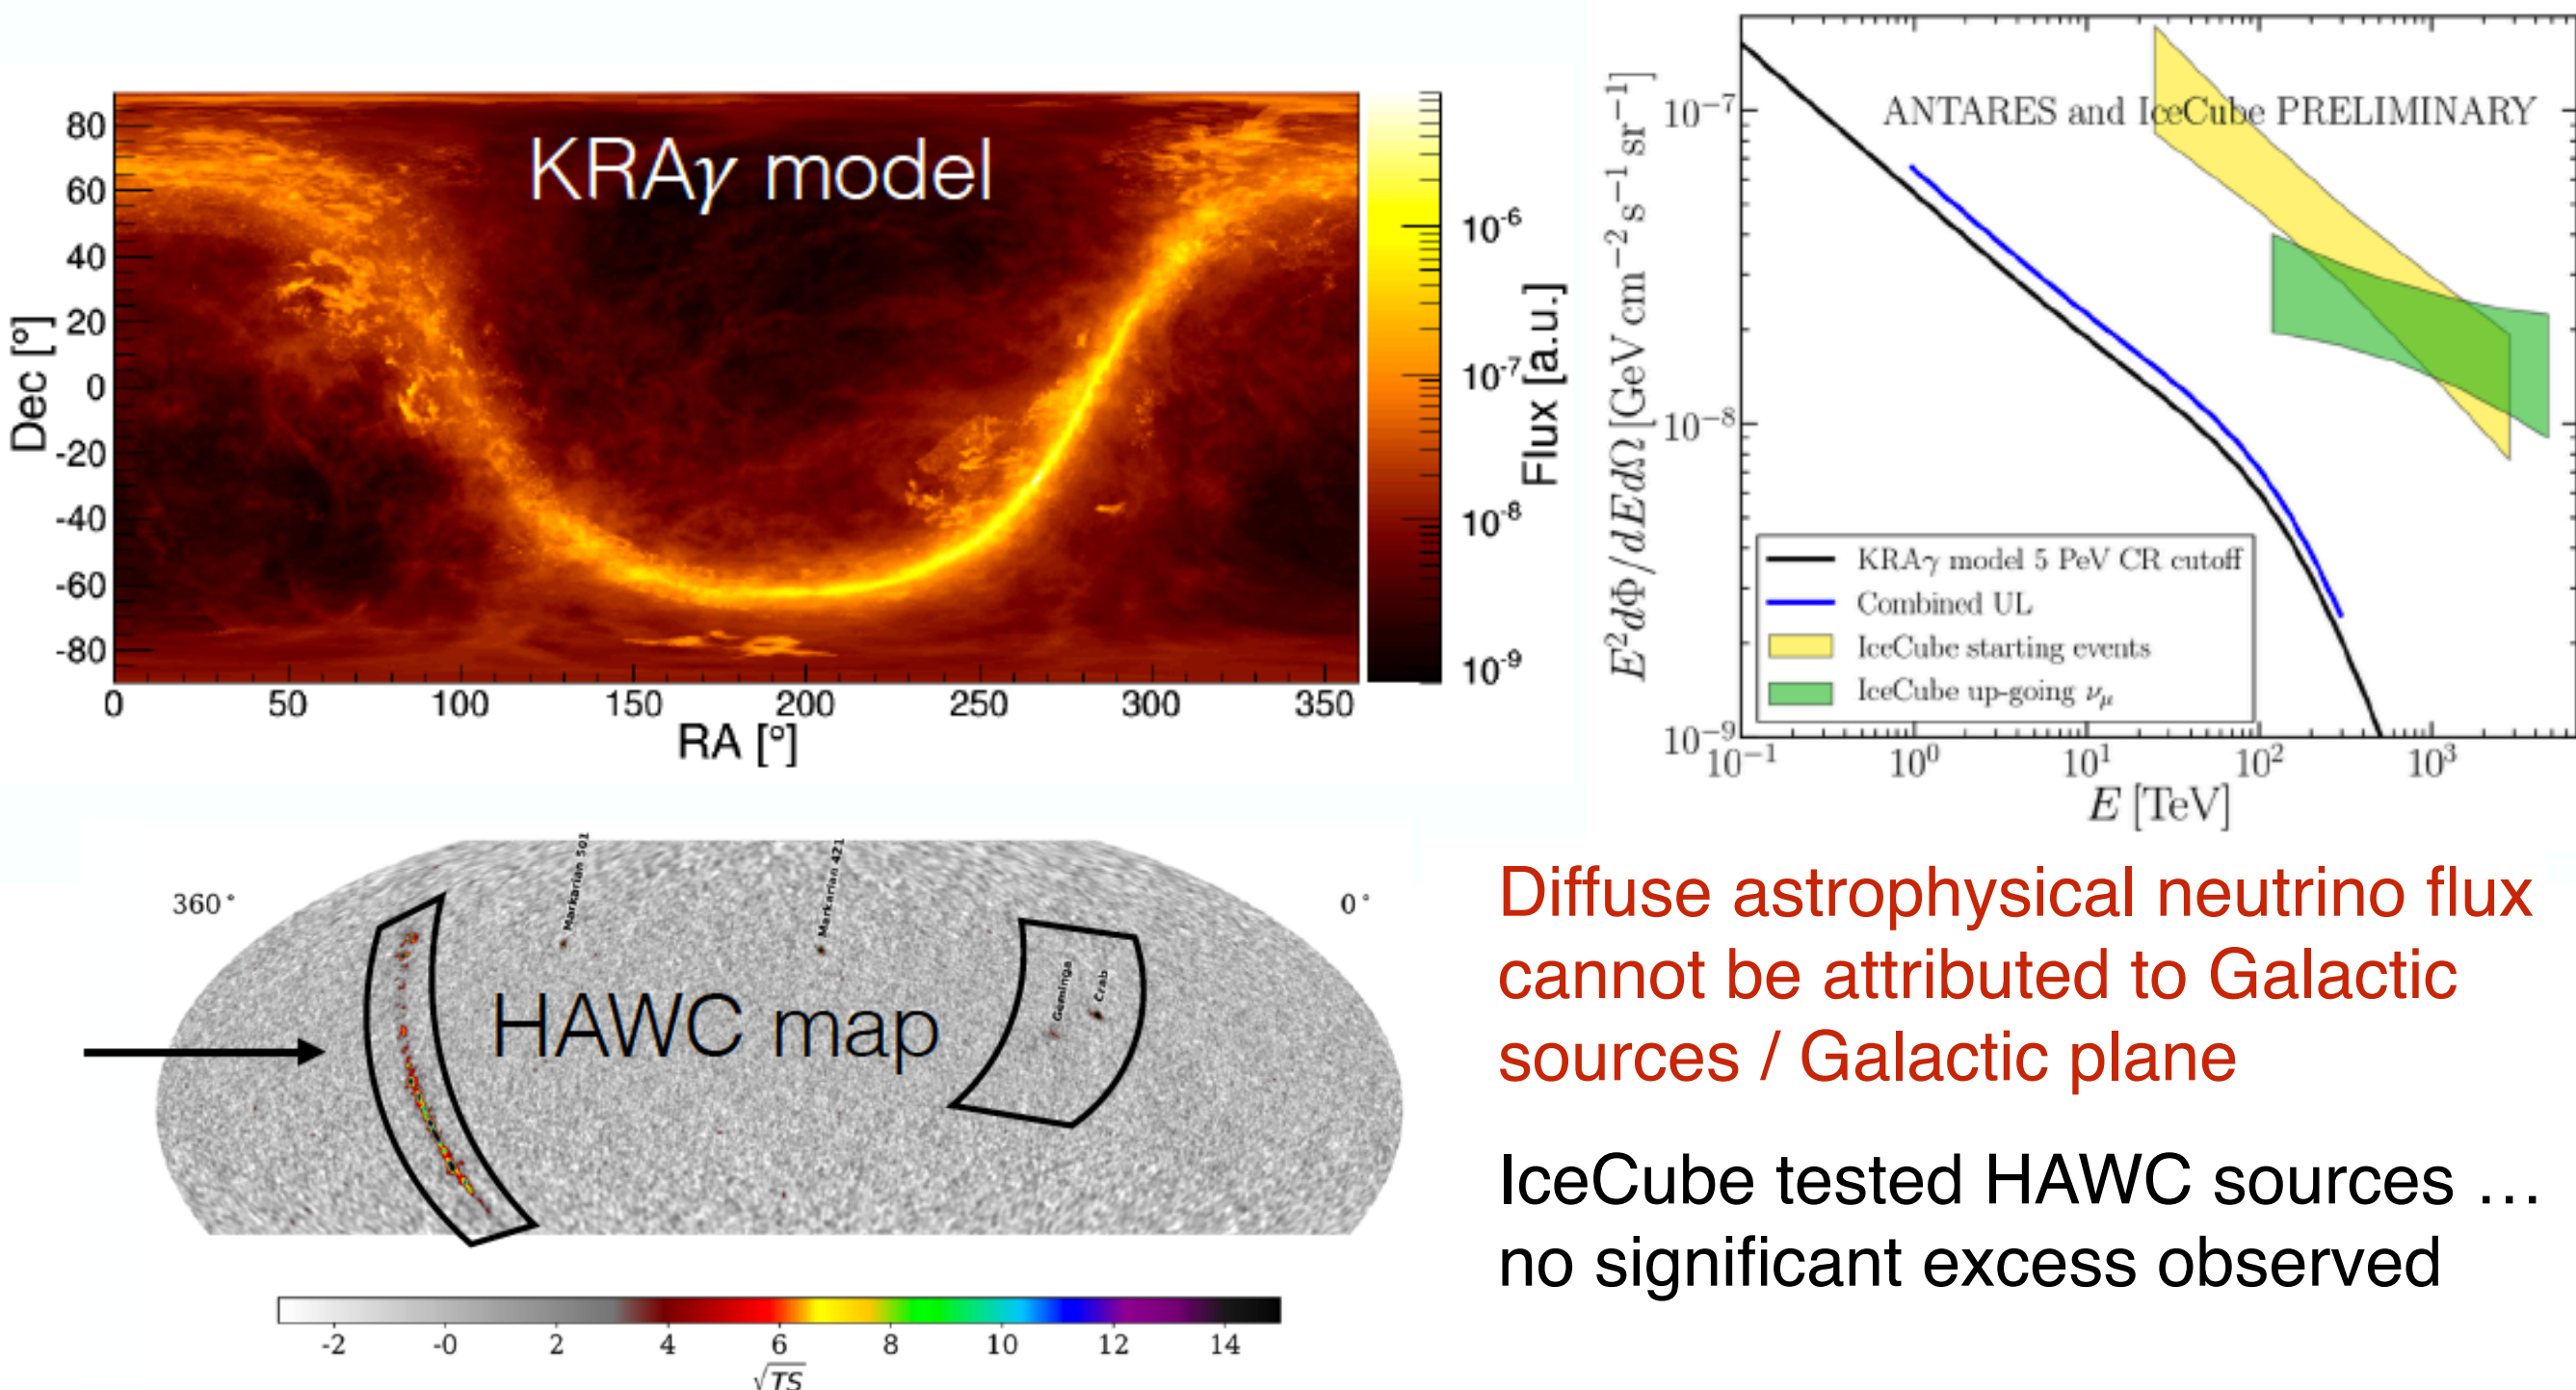 KRAγ model
80
60
40
20
0
-20
-40
-60
-80
Dec [°]
0
50
100
150
200
250
300
350
RA [°]
10⁻⁶
10⁻⁷
10⁻⁸
10⁻⁹
Flux [a.u.]
ANTARES and IceCube PRELIMINARY
10⁻⁷
10⁻⁸
10⁻⁹
E²dΦ/dEdΩ [GeV cm⁻² s⁻¹ sr⁻¹]
KRAγ model 5 PeV CR cutoff
Combined UL
IceCube starting events
IceCube up-going νμ
10⁻¹
10⁰
10¹
10²
10³
E [TeV]
360°
Markarian 501
Markarian 421
0°
Geminga
Crab
HAWC map
-2
-0
2
4
6
8
10
12
14
√TS
Diffuse astrophysical neutrino flux
cannot be attributed to Galactic
sources / Galactic plane
IceCube tested HAWC sources …
no significant excess observed